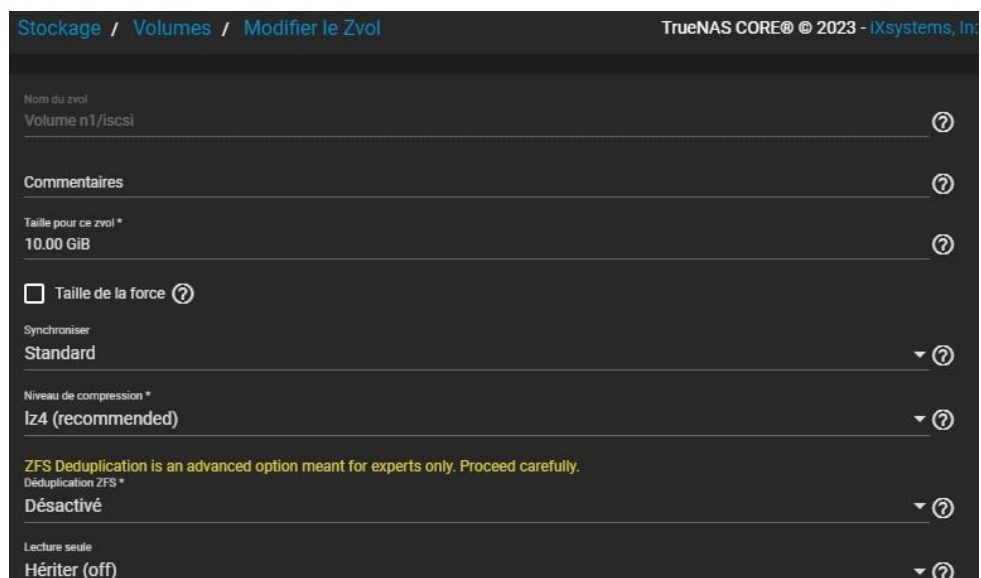 Stockage / Volumes / Modifier le Zvol TrueNAS CORE® © 2023 - iXsystems, Inc
Nom du zvol
Volume n1/iscsi
Commentaires
Taille pour ce zvol *
10.00 GiB
Taille de la force
Synchroniser
Standard
Niveau de compression *
lz4 (recommended)
ZFS Deduplication is an advanced option meant for experts only. Proceed carefully.
Déduplication ZFS *
Désactivé
Lecture seule
Hériter (off)